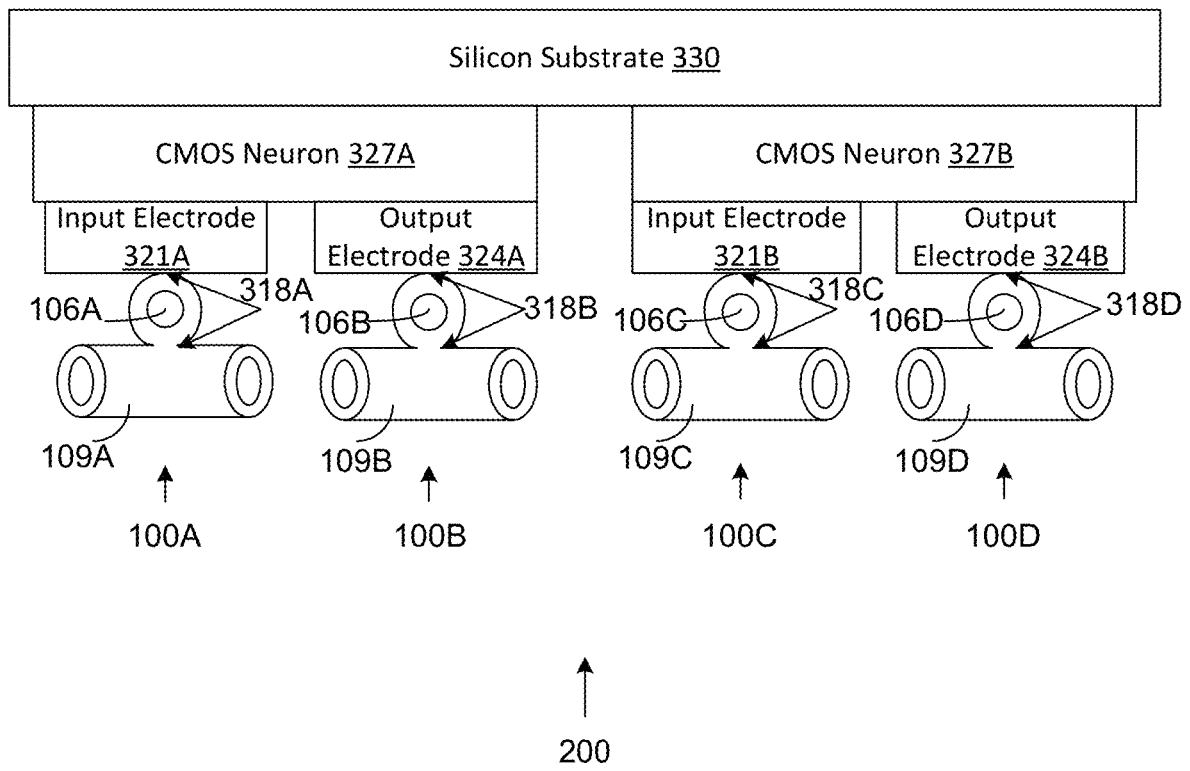 Silicon Substrate 330
CMOS Neuron 327A
CMOS Neuron 327B
Input Electrode
321A
Output
Electrode 324A
Input Electrode
321B
Output
Electrode 324B
318A
318B
318C
318D
106A
106B
106C
106D
109A
109B
109C
109D
100A
100B
100C
100D
200